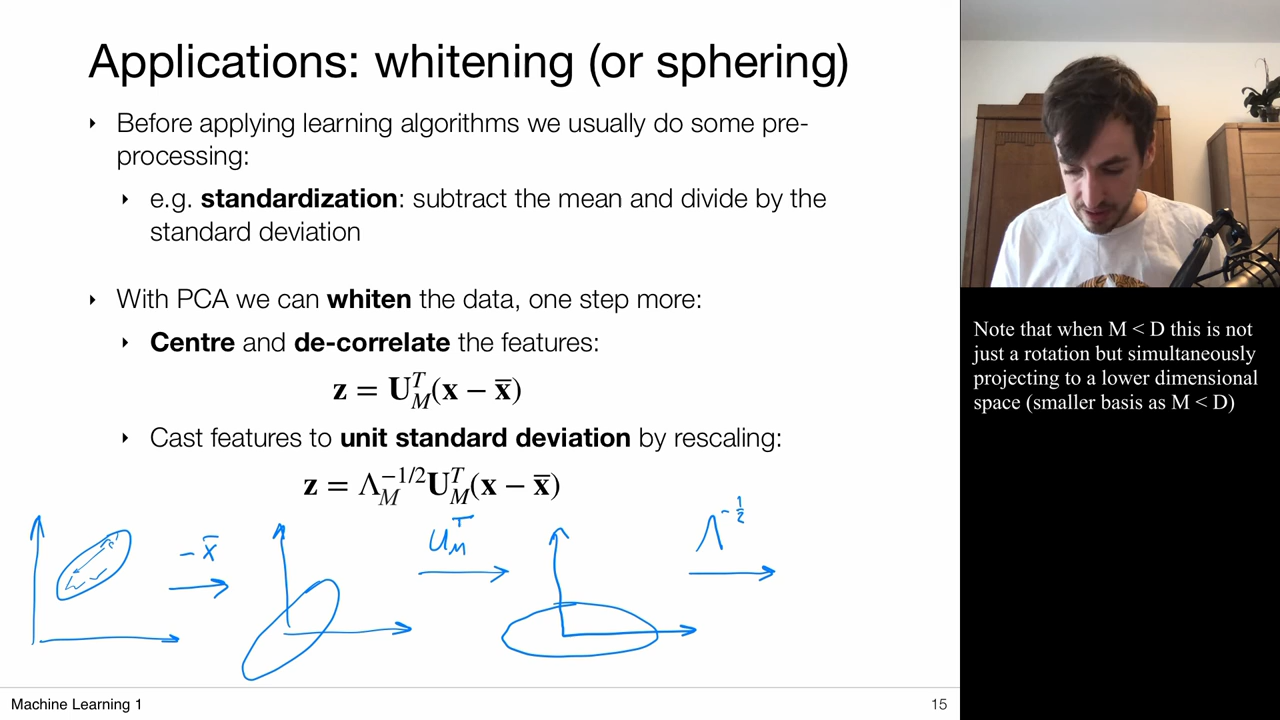 Applications: whitening (or sphering)
‣ Before applying learning algorithms we usually do some pre-
processing:
‣ e.g. standardization: subtract the mean and divide by the
standard deviation
‣ With PCA we can whiten the data, one step more:
‣ Centre and de-correlate the features:
z = U_M^T(x − x̅)
‣ Cast features to unit standard deviation by rescaling:
z = Λ_M^{−1/2}U_M^T(x − x̅)
− x̅
U_M^T
Λ^{-1/2}
Machine Learning 1
15
Note that when M < D this is not
just a rotation but simultaneously
projecting to a lower dimensional
space (smaller basis as M < D)